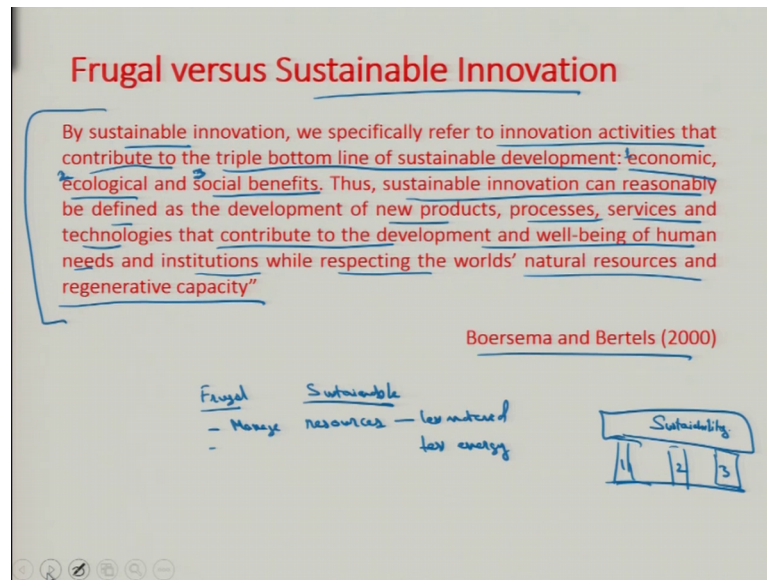 Frugal versus Sustainable Innovation
By sustainable innovation, we specifically refer to innovation activities that
contribute to the triple bottom line of sustainable development: 1economic,
2 ecological and 3 social benefits. Thus, sustainable innovation can reasonably
be defined as the development of new products, processes, services and
technologies that contribute to the development and well-being of human
needs and institutions while respecting the worlds’ natural resources and
regenerative capacity”
Boersema and Bertels (2000)
Frugal Sustainable
- Manage resources — less
less energy
Sustainability
1 2 3